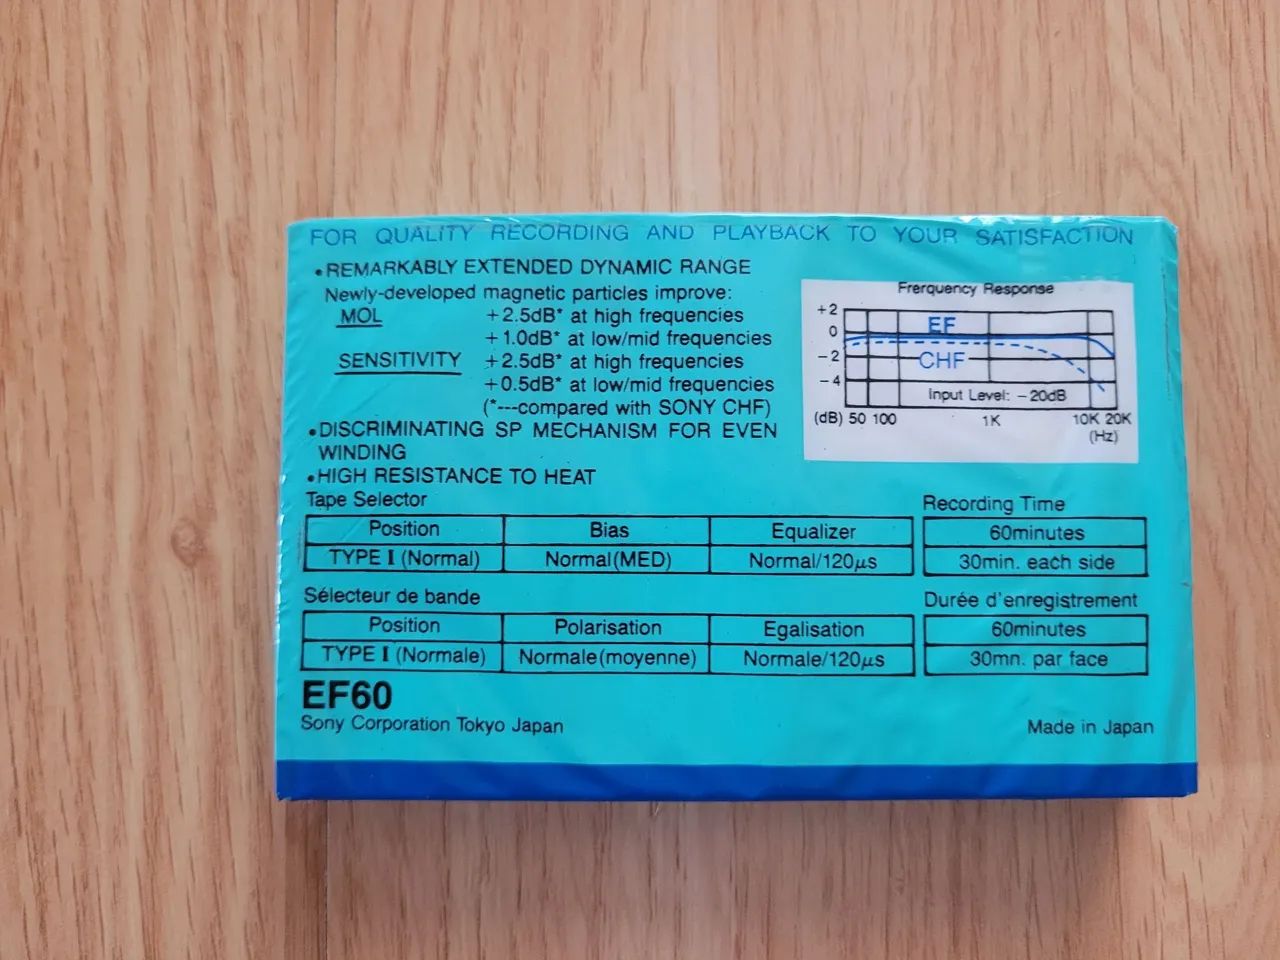 FOR QUALITY RECORDING AND PLAYBACK TO YOUR SATISFACTION
•REMARKABLY EXTENDED DYNAMIC RANGE
Newly-developed magnetic particles improve:
MOL +2.5dB* at high frequencies
+1.0dB* at low/mid frequencies
SENSITIVITY +2.5dB* at high frequencies
+0.5dB* at low/mid frequencies
(*---compared with SONY CHF)
•DISCRIMINATING SP MECHANISM FOR EVEN
WINDING
•HIGH RESISTANCE TO HEAT
Frerquency Response
+2
EF
0
−2
CHF
−4
Input Level: −20dB
(dB) 50 100 1K 10K 20K
(Hz)
Tape Selector
Position Bias Equalizer
TYPE I (Normal) Normal(MED) Normal/120µs
Recording Time
60minutes
30min. each side
Sélecteur de bande
Position Polarisation Egalisation
TYPE I (Normale) Normale(moyenne) Normale/120µs
Durée d'enregistrement
60minutes
30mn. par face
EF60
Sony Corporation Tokyo Japan
Made in Japan